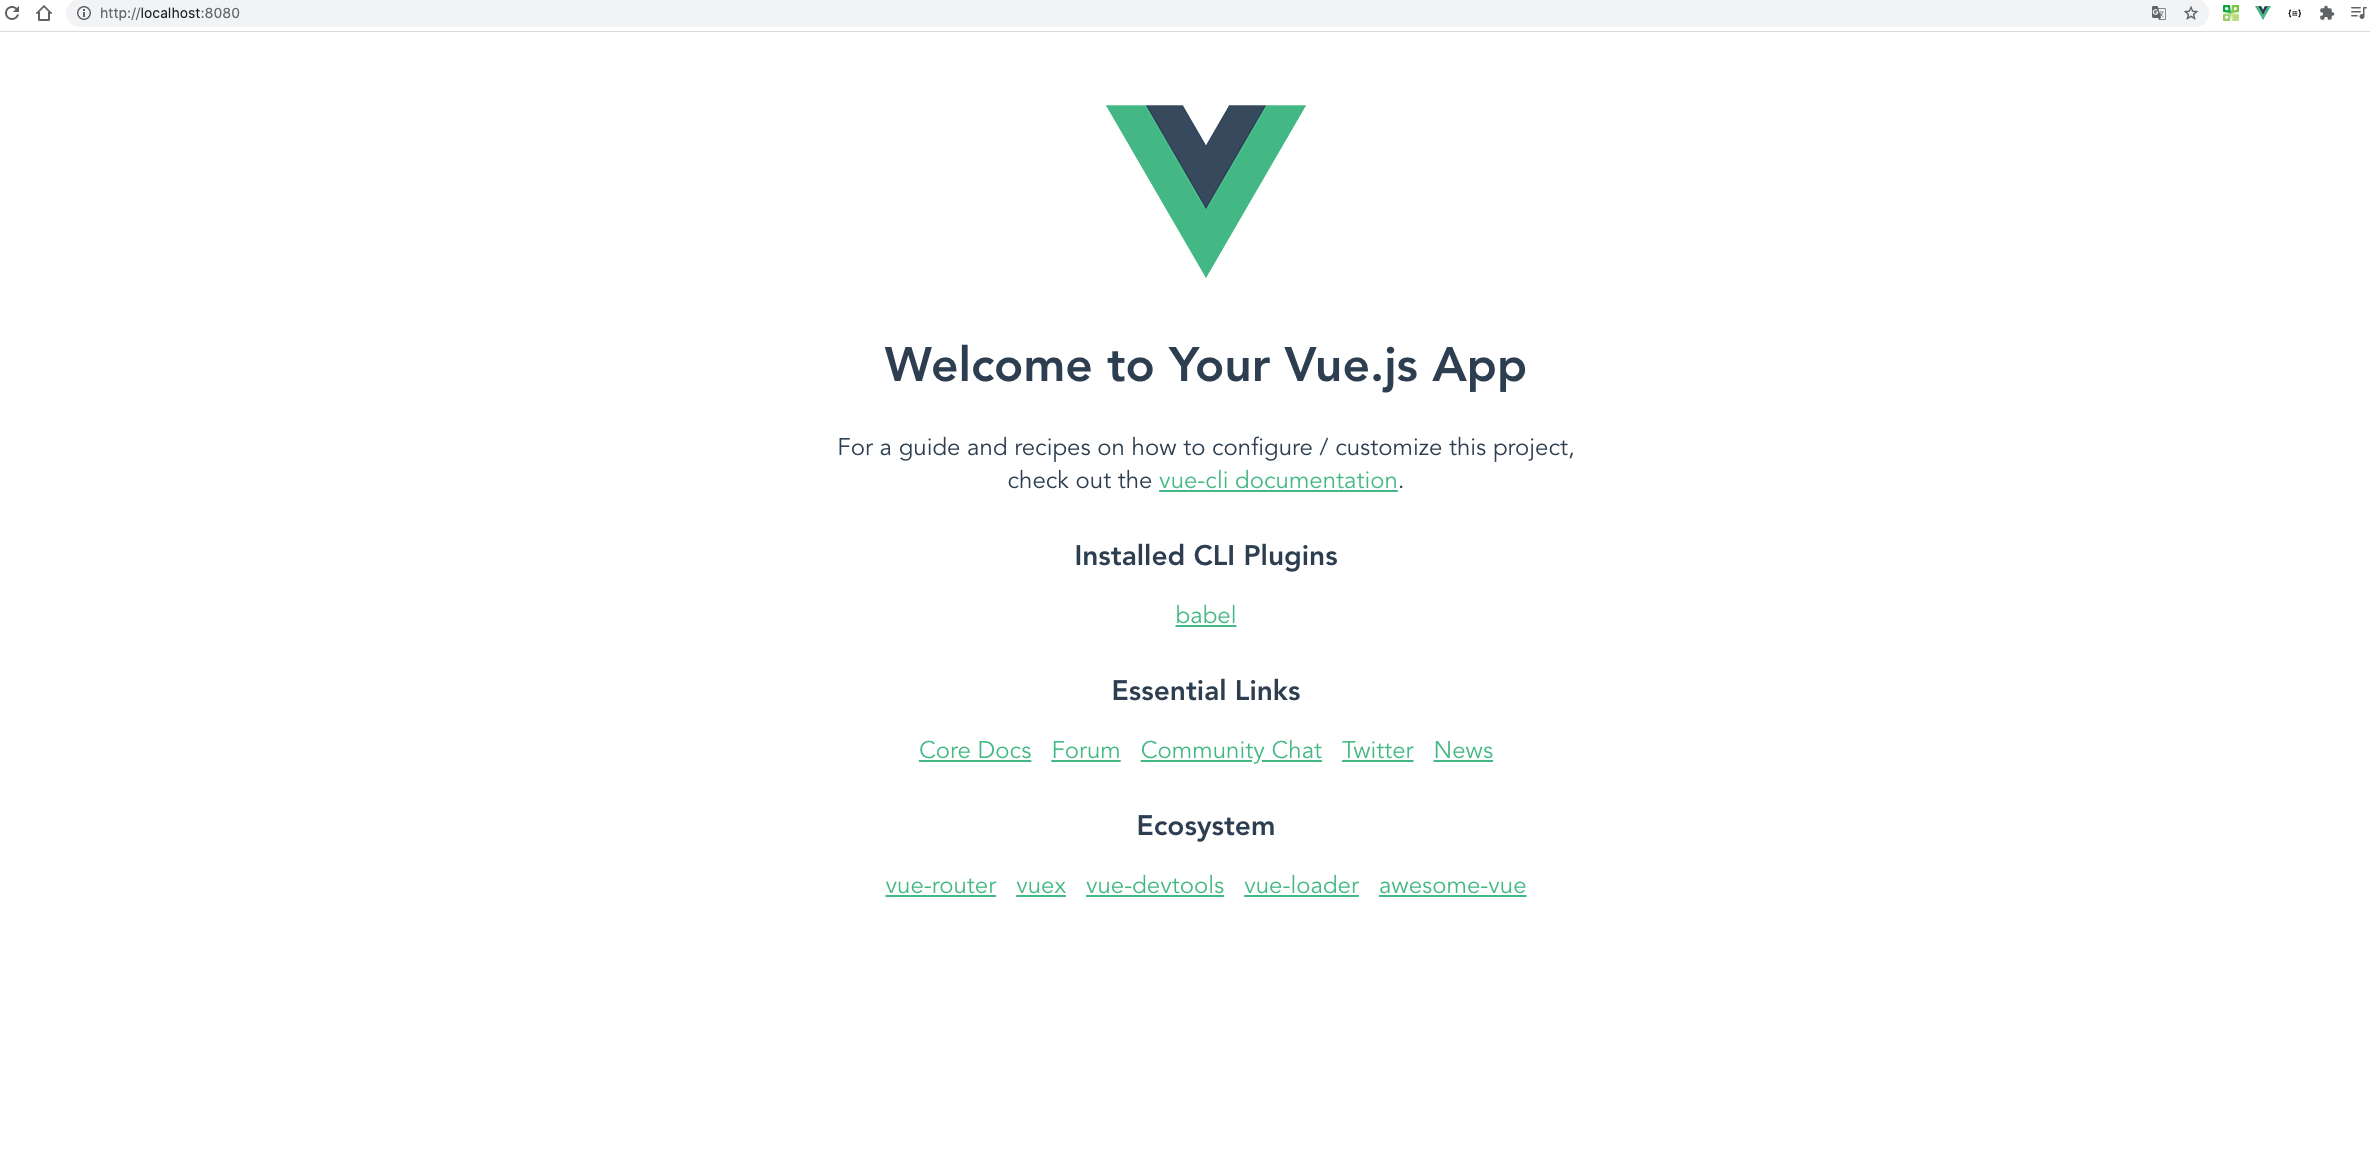 http://localhost:8080
Welcome to Your Vue.js App
For a guide and recipes on how to configure / customize this project,
check out the vue-cli documentation.
Installed CLI Plugins
babel
Essential Links
Core Docs Forum Community Chat Twitter News
Ecosystem
vue-router vuex vue-devtools vue-loader awesome-vue